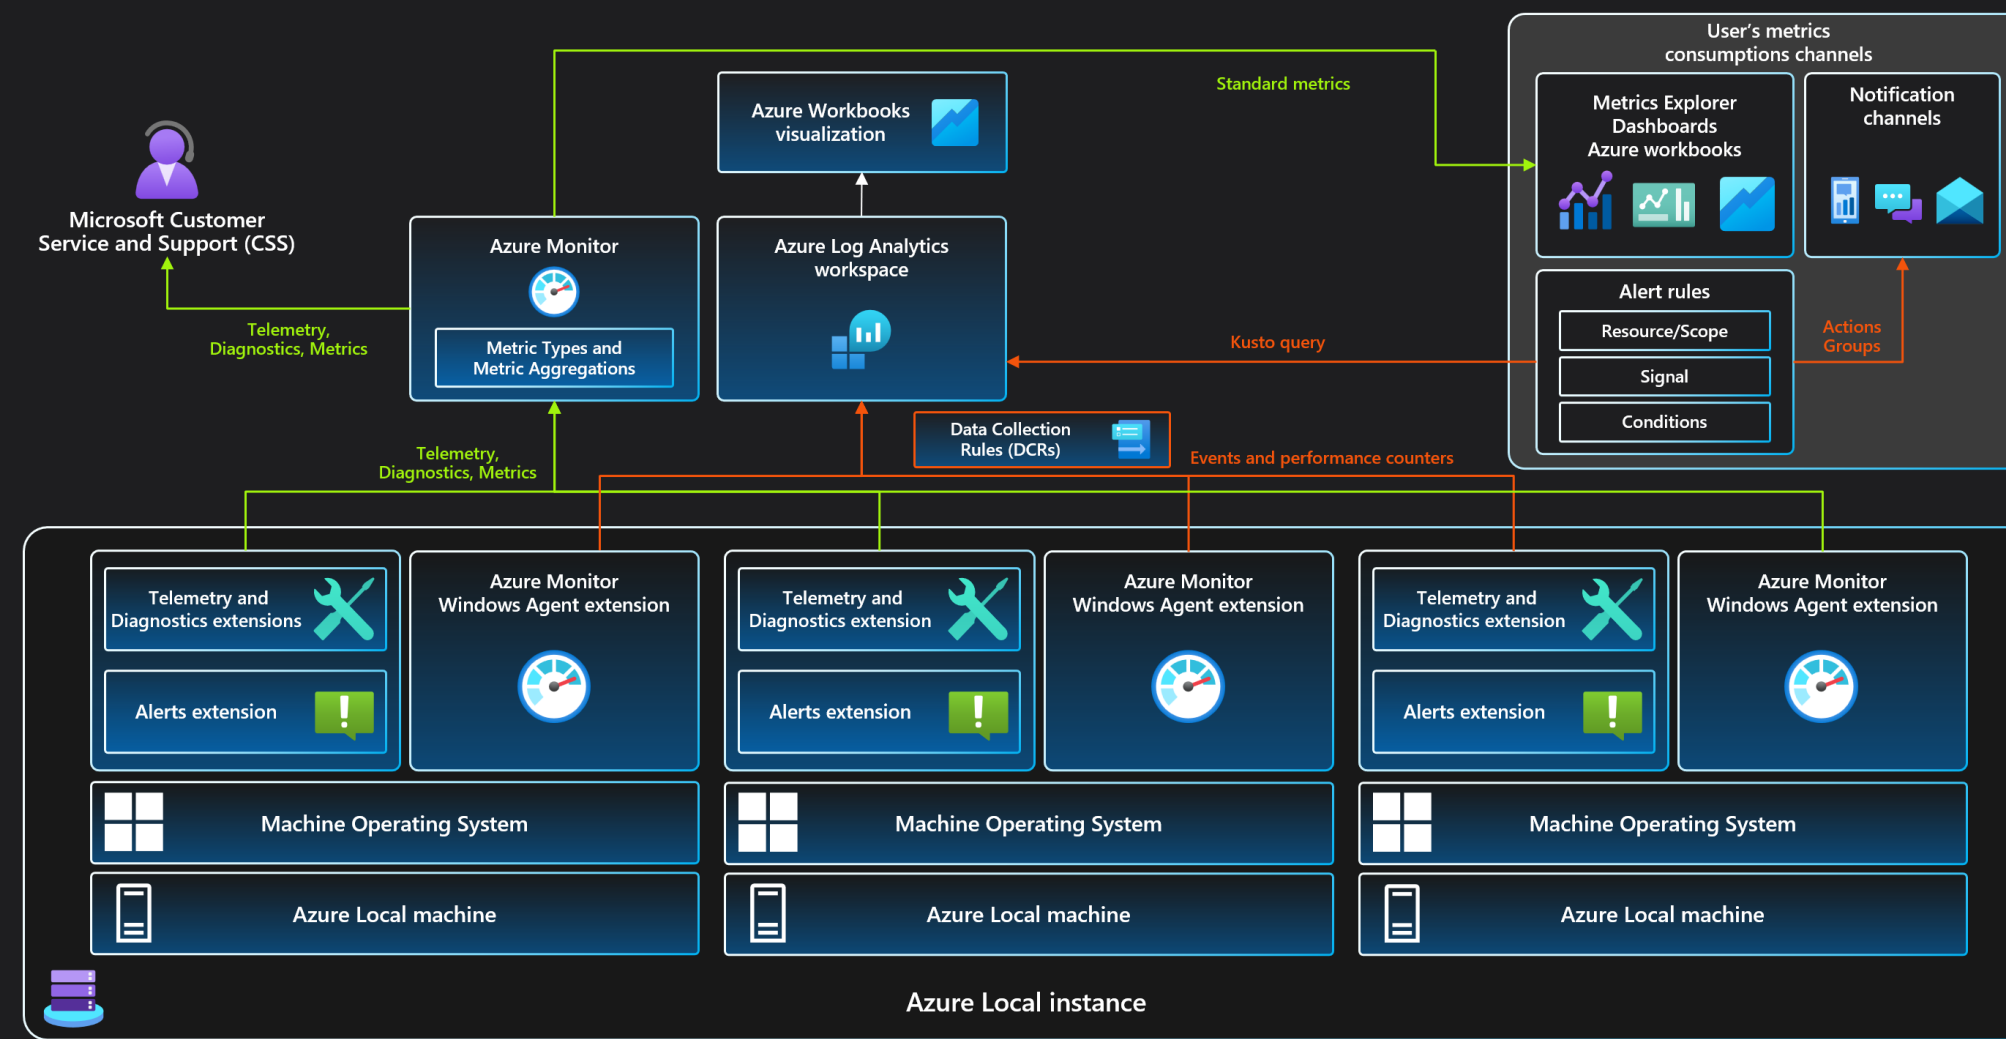 User's metrics
consumptions channels
Standard metrics
Azure Workbooks
visualization
Metrics Explorer
Dashboards
Azure workbooks
Notification
channels
Microsoft Customer
Service and Support (CSS)
Azure Monitor
Metric Types and
Metric Aggregations
Azure Log Analytics
workspace
Alert rules
Resource/Scope
Signal
Conditions
Actions
Groups
Telemetry,
Diagnostics, Metrics
Kusto query
Data Collection
Rules (DCRs)
Telemetry,
Diagnostics, Metrics
Events and performance counters
Telemetry and
Diagnostics extensions
Alerts extension
Azure Monitor
Windows Agent extension
Telemetry and
Diagnostics extension
Alerts extension
Azure Monitor
Windows Agent extension
Telemetry and
Diagnostics extension
Alerts extension
Azure Monitor
Windows Agent extension
Machine Operating System
Machine Operating System
Machine Operating System
Azure Local machine
Azure Local machine
Azure Local machine
Azure Local instance